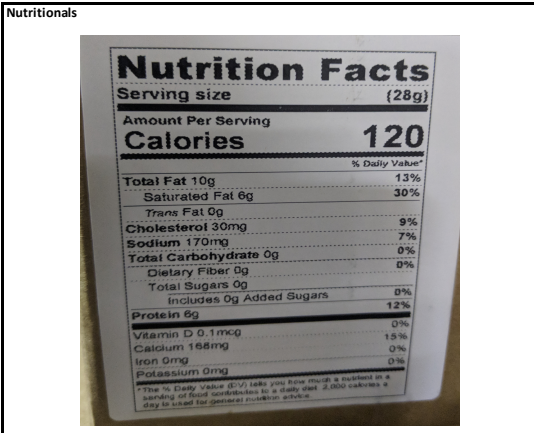 Nutritionals
Nutrition Facts
Serving size (28g)
Amount Per Serving
Calories 120
% Daily Value*
Total Fat 10g 13%
Saturated Fat 6g 30%
Trans Fat 0g
Cholesterol 30mg 9%
Sodium 170mg 7%
Total Carbohydrate 0g 0%
Dietary Fiber 0g 0%
Total Sugars 0g
Includes 0g Added Sugars 0%
Protein 6g 12%
Vitamin D 0.1mcg 0%
Calcium 168mg 15%
Iron 0mg 0%
Potassium 0mg 0%
*The % Daily Value (DV) tells you how much a nutrient in a
serving of food contributes to a daily diet. 2,000 calories a
day is used for general nutrition advice.